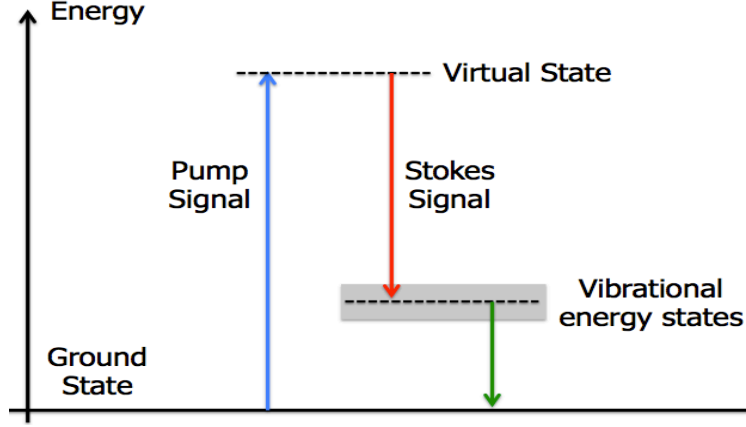 Energy
Virtual State
Pump
Signal
Stokes
Signal
Vibrational
energy states
Ground
State